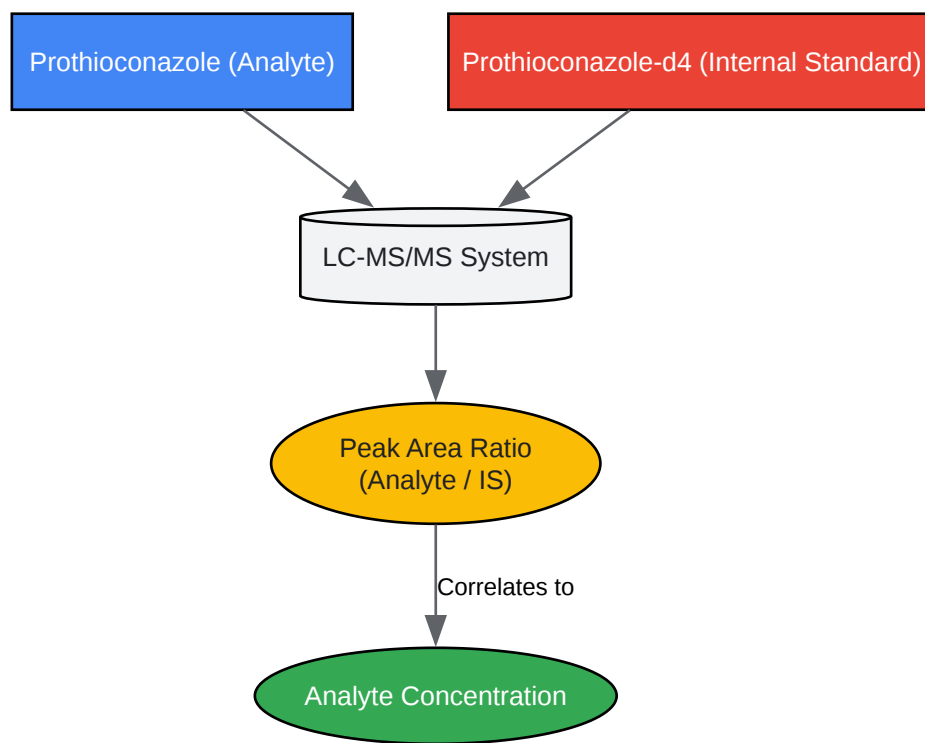 Prothioconazole (Analyte)
Prothioconazole-d4 (Internal Standard)
LC-MS/MS System
Peak Area Ratio
(Analyte / IS)
Correlates to
Analyte Concentration